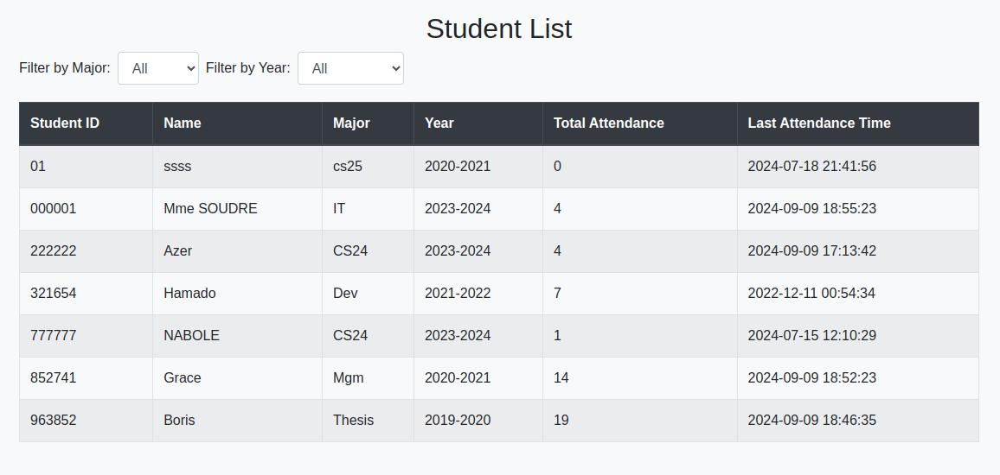 Student List
Filter by Major: All Filter by Year: All
Student ID Name Major Year Total Attendance Last Attendance Time
01 ssss cs25 2020-2021 0 2024-07-18 21:41:56
000001 Mme SOUDRE IT 2023-2024 4 2024-09-09 18:55:23
222222 Azer CS24 2023-2024 4 2024-09-09 17:13:42
321654 Hamado Dev 2021-2022 7 2022-12-11 00:54:34
777777 NABOLE CS24 2023-2024 1 2024-07-15 12:10:29
852741 Grace Mgm 2020-2021 14 2024-09-09 18:52:23
963852 Boris Thesis 2019-2020 19 2024-09-09 18:46:35